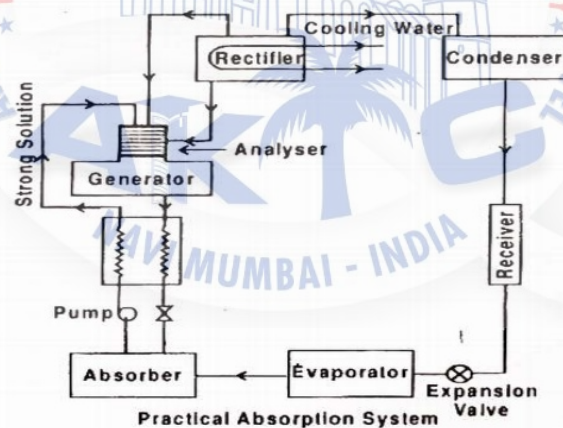 Cooling Water
Rectifier
Condenser
Strong Solution
Analyser
Generator
AKTC
NAVI MUMBAI - INDIA
Receiver
Pump
Absorber
Evaporator
Expansion
Valve
Practical Absorption System